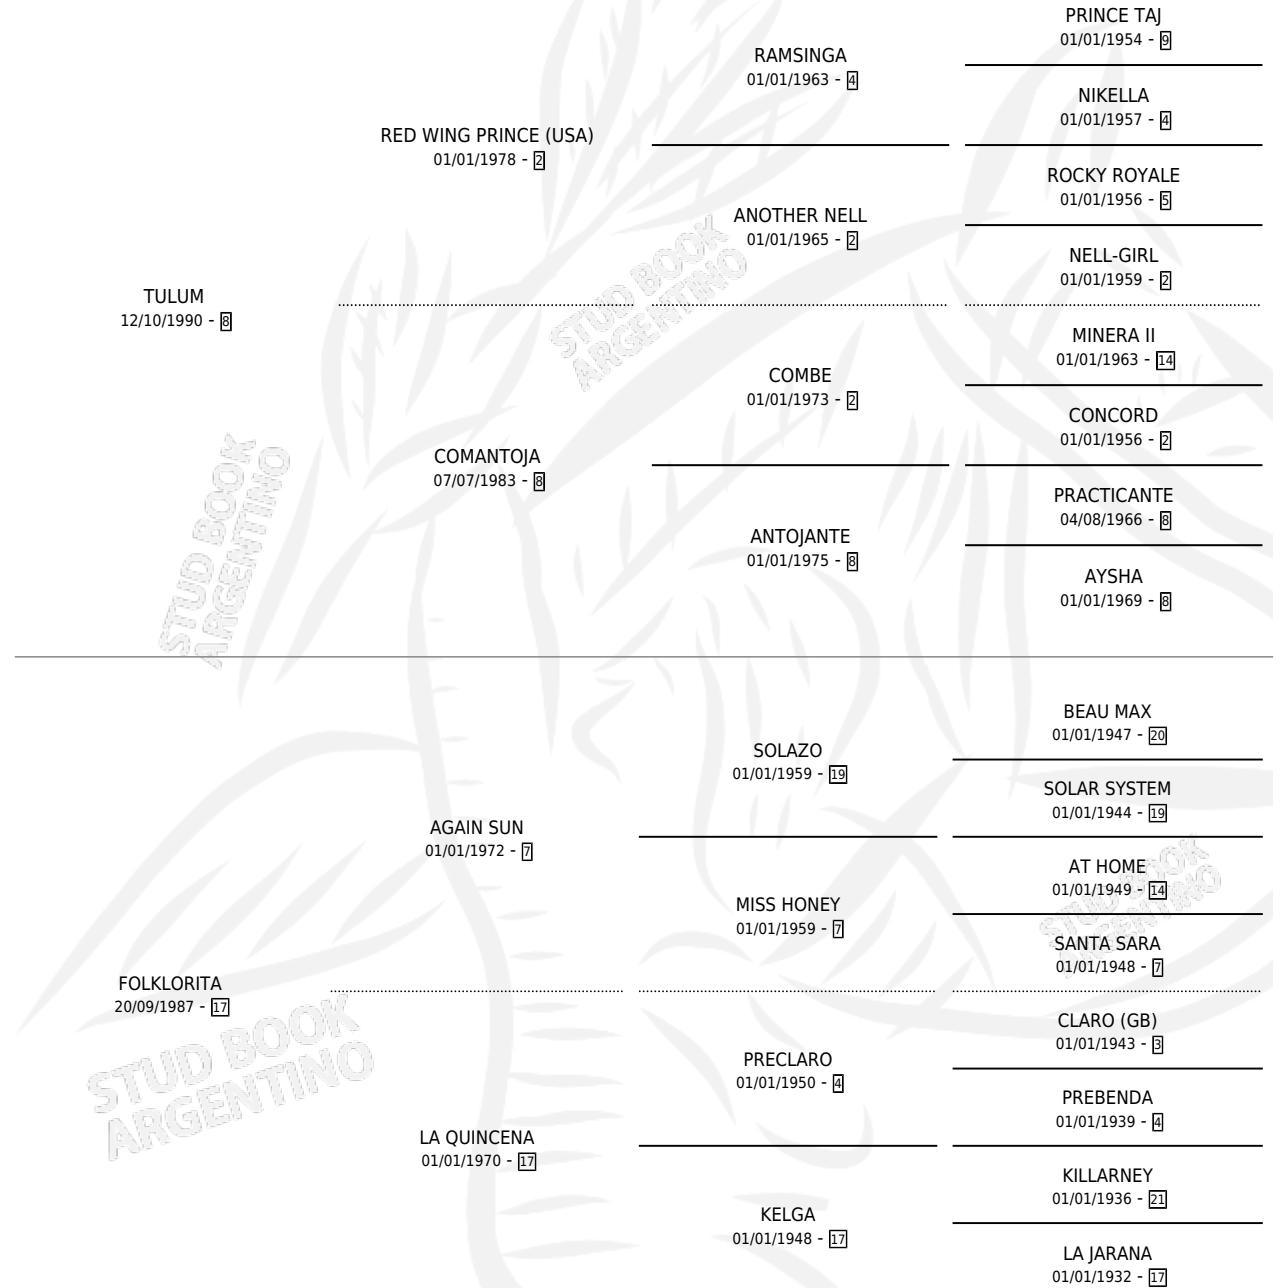 PRINCE TAJ
01/01/1954 - 9
RAMSINGA
01/01/1963 - 4
NIKELLA
01/01/1957 - 4
RED WING PRINCE (USA)
01/01/1978 - 2
ROCKY ROYALE
01/01/1956 - 5
ANOTHER NELL
01/01/1965 - 2
NELL-GIRL
01/01/1959 - 2
TULUM
12/10/1990 - 8
MINERA II
01/01/1963 - 14
COMBE
01/01/1973 - 2
CONCORD
01/01/1956 - 2
COMANTOJA
07/07/1983 - 8
PRACTICANTE
04/08/1966 - 8
ANTOJANTE
01/01/1975 - 8
AYSHA
01/01/1969 - 8
BEAU MAX
01/01/1947 - 20
SOLAZO
01/01/1959 - 19
SOLAR SYSTEM
01/01/1944 - 19
AGAIN SUN
01/01/1972 - 7
AT HOME
01/01/1949 - 14
MISS HONEY
01/01/1959 - 7
SANTA SARA
01/01/1948 - 7
FOLKLORITA
20/09/1987 - 17
CLARO (GB)
01/01/1943 - 3
PRECLARO
01/01/1950 - 4
PREBENDA
01/01/1939 - 4
LA QUINCENA
01/01/1970 - 17
KILLARNEY
01/01/1936 - 21
KELGA
01/01/1948 - 17
LA JARANA
01/01/1932 - 17
STUD BOOK
ARGENTINO
STUD BOOK
ARGENTINO
STUD BOOK
ARGENTINO
STUD BOOK
ARGENTINO